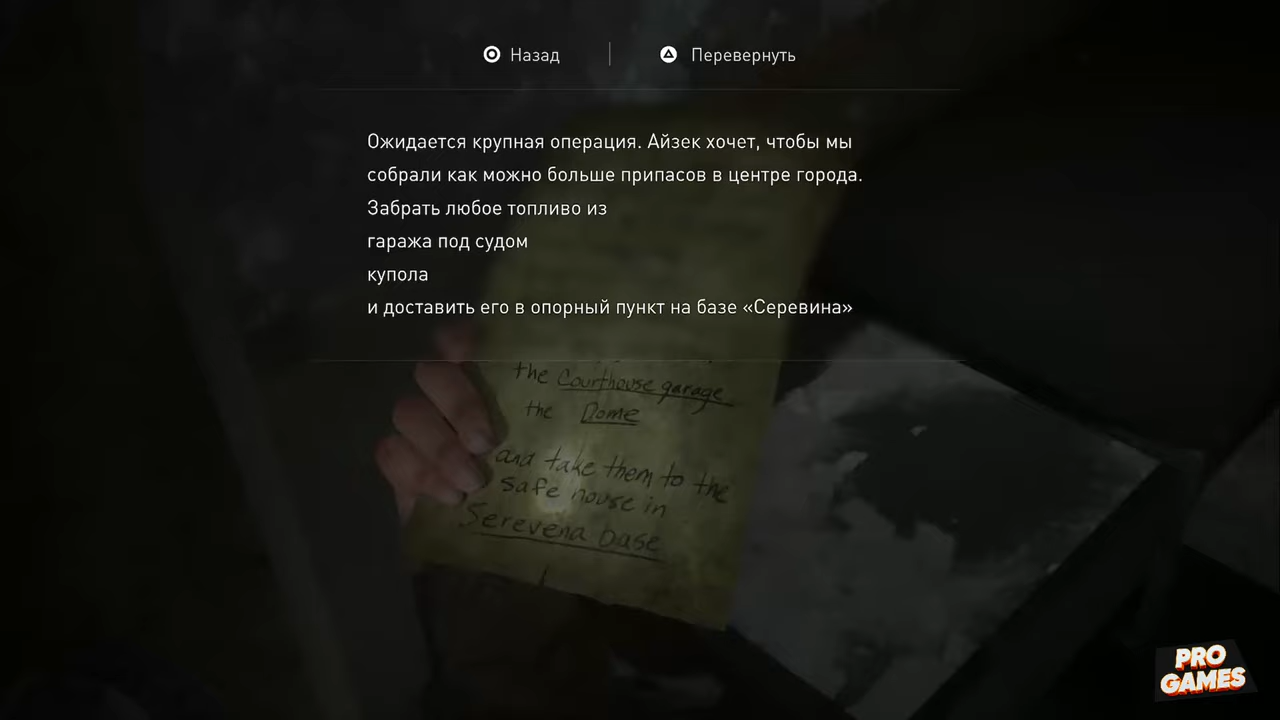 Назад
Перевернуть
Ожидается крупная операция. Айзек хочет, чтобы мы
собрали как можно больше припасов в центре города.
Забрать любое топливо из
гаража под судом
купола
и доставить его в опорный пункт на базе «Серевина»
the Courthouse garage
the Dome
and take them to the
safe house in
Serevena base
PRO
GAMES